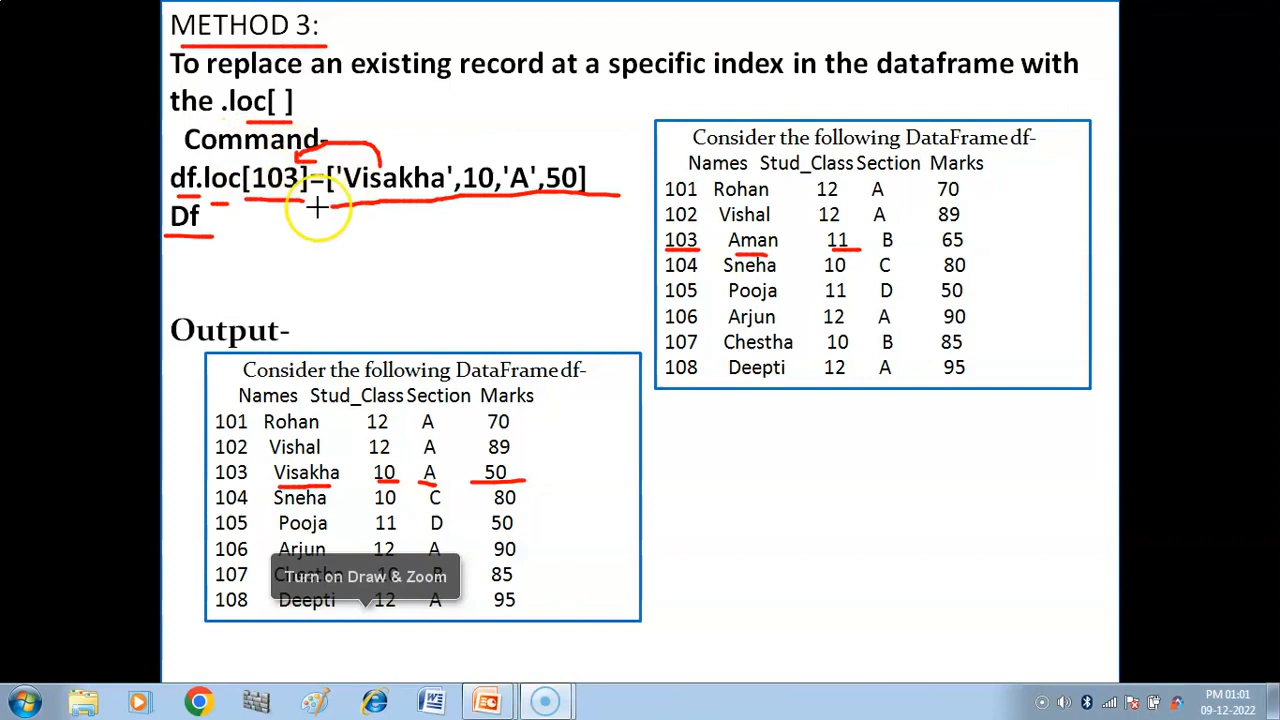 METHOD 3:
To replace an existing record at a specific index in the dataframe with
the .loc[ ]
Command-
df.loc[103]=['Visakha',10,'A',50]
Df
Consider the following DataFrame df-
Names Stud_Class Section Marks
101 Rohan 12 A 70
102 Vishal 12 A 89
103 Aman 11 B 65
104 Sneha 10 C 80
105 Pooja 11 D 50
106 Arjun 12 A 90
107 Chestha 10 B 85
108 Deepti 12 A 95
Output-
Consider the following DataFrame df-
Names Stud_Class Section Marks
101 Rohan 12 A 70
102 Vishal 12 A 89
103 Visakha 10 A 50
104 Sneha 10 C 80
105 Pooja 11 D 50
106 Arjun 12 A 90
107 85
Turn on Draw & Zoom
108 Deepti 12 A 95
PM 01:01
09-12-2022